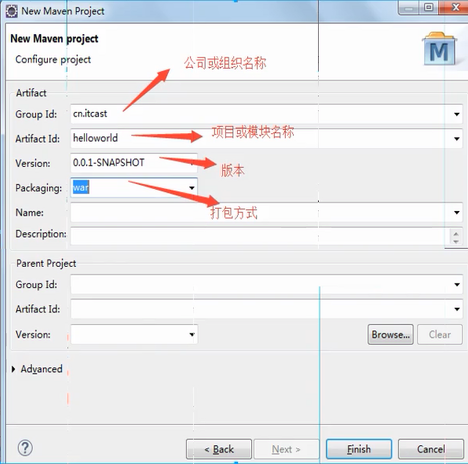 New Maven Project
New Maven project
Configure project
M
公司或组织名称
Artifact
Group Id: cn.itcast
Artifact Id: helloworld
项目或模块名称
Version: 0.0.1-SNAPSHOT
版本
Packaging: war
Name:
打包方式
Description:
Parent Project
Group Id:
Artifact Id:
Version:
Browse... Clear
Advanced
? < Back Next > Finish Cancel